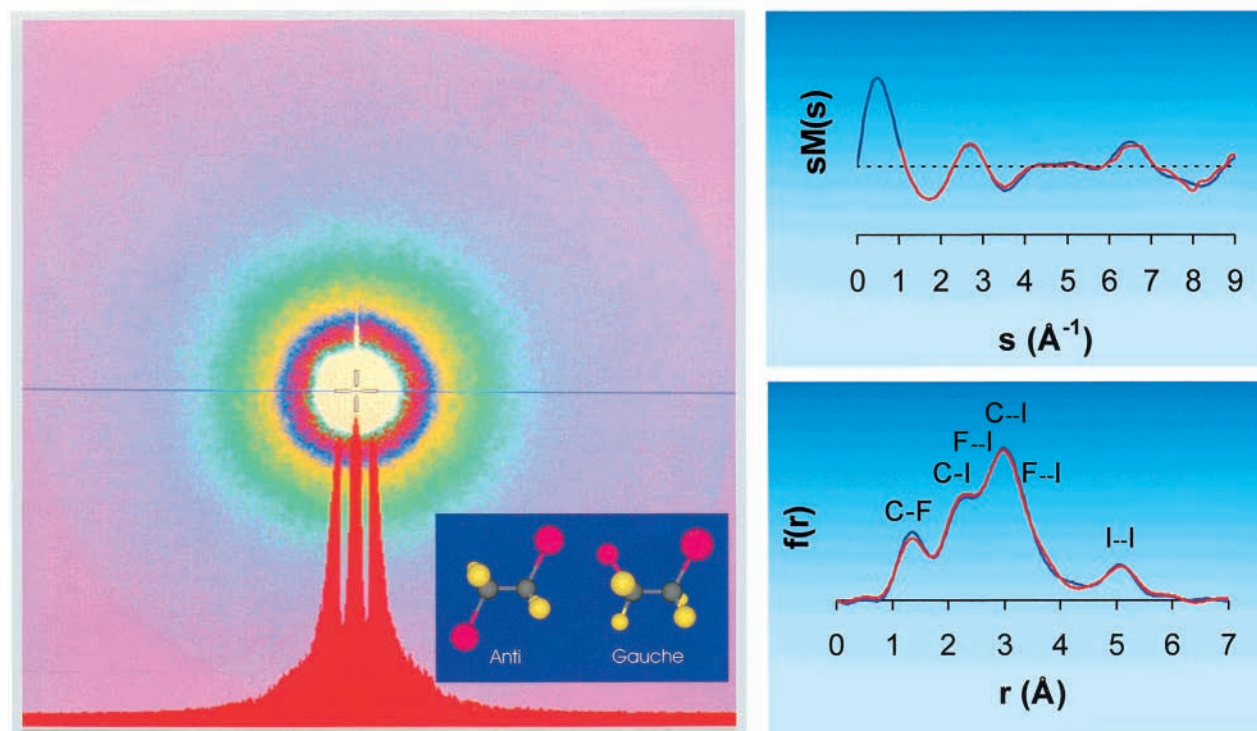 Anti
Gauche
sM(s)
0 1 2 3 4 5 6 7 8 9
s (Å⁻¹)
f(r)
C--I
F--I
C-I
F--I
C-F
I--I
0 1 2 3 4 5 6 7
r (Å)